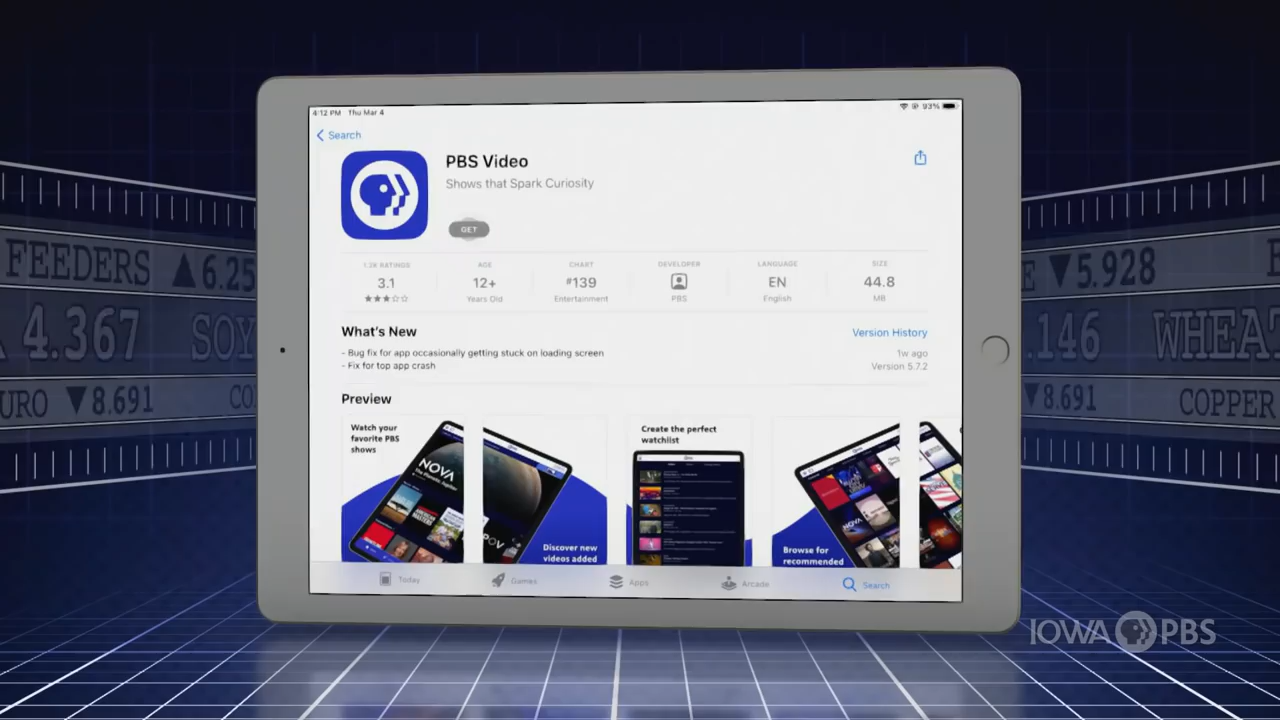 4:12 PM Thu Mar 4
93%
Search
PBS Video
Shows that Spark Curiosity
GET
1.3K RATINGS
3.1
AGE
12+
Years Old
CHART
#139
Entertainment
DEVELOPER
PBS
LANGUAGE
EN
English
SIZE
44.8
MB
What's New
Version History
- Bug fix for app occasionally getting stuck on loading screen
- Fix for top app crash
1w ago
Version 5.7.2
Preview
Watch your
favorite PBS
shows
NOVA
POV
Discover new
videos added
Create the perfect
watchlist
Browse for
recommended
NOVA
Today
Games
Apps
Arcade
Search
FEEDERS ▲6.25
4.367 SOY
URO ▼8.691 CO
▼5.928
.146 WHEAT
▼8.691 COPPER
IOWA PBS